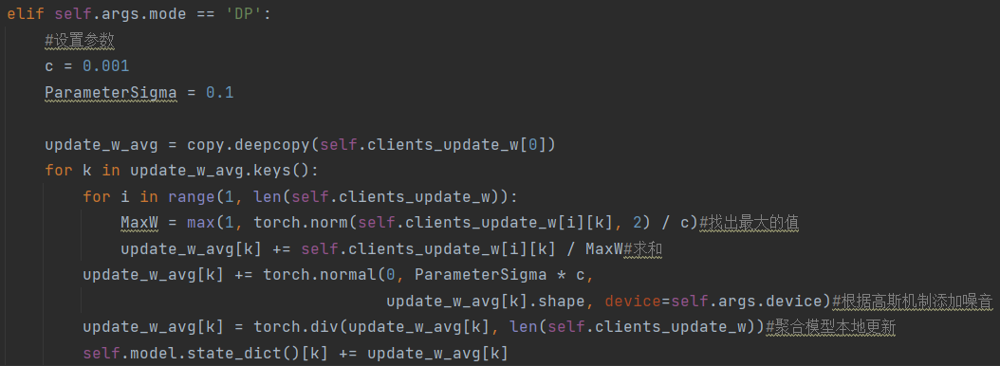 elif self.args.mode == 'DP':
#设置参数
c = 0.001
ParameterSigma = 0.1
update_w_avg = copy.deepcopy(self.clients_update_w[0])
for k in update_w_avg.keys():
for i in range(1, len(self.clients_update_w)):
MaxW = max(1, torch.norm(self.clients_update_w[i][k], 2) / c)#找出最大的值
update_w_avg[k] += self.clients_update_w[i][k] / MaxW#求和
update_w_avg[k] += torch.normal(0, ParameterSigma * c,
update_w_avg[k].shape, device=self.args.device)#根据高斯机制添加噪音
update_w_avg[k] = torch.div(update_w_avg[k], len(self.clients_update_w))#聚合模型本地更新
self.model.state_dict()[k] += update_w_avg[k]